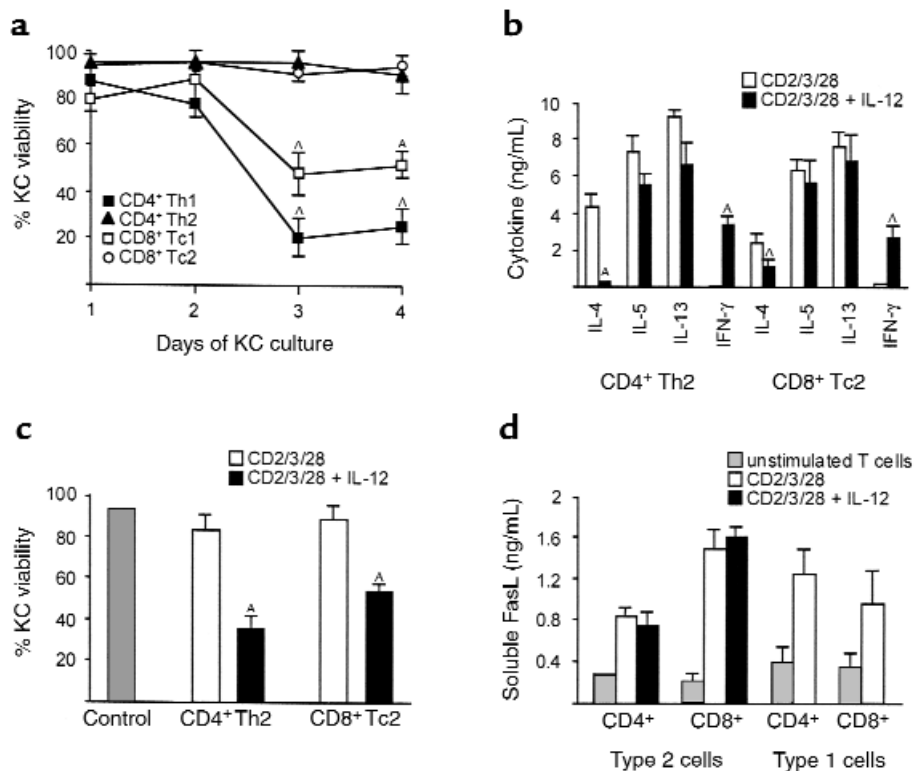 a
100
80
60
40
20
% KC viability
CD4+ Th1
CD4+ Th2
CD8+ Tc1
CD8+ Tc2
^
^
^
^
1
2
3
4
Days of KC culture
b
CD2/3/28
CD2/3/28 + IL-12
10
8
6
4
2
Cytokine (ng/mL)
^
^
^
^
IL-4
IL-5
IL-13
IFN-γ
IL-4
IL-5
IL-13
IFN-γ
CD4+ Th2
CD8+ Tc2
c
CD2/3/28
CD2/3/28 + IL-12
100
80
60
40
20
% KC viability
^
^
Control
CD4+ Th2
CD8+ Tc2
d
unstimulated T cells
CD2/3/28
CD2/3/28 + IL-12
2
1.6
1.2
0.8
0.4
Soluble FasL (ng/mL)
CD4+
CD8+
CD4+
CD8+
Type 2 cells
Type 1 cells